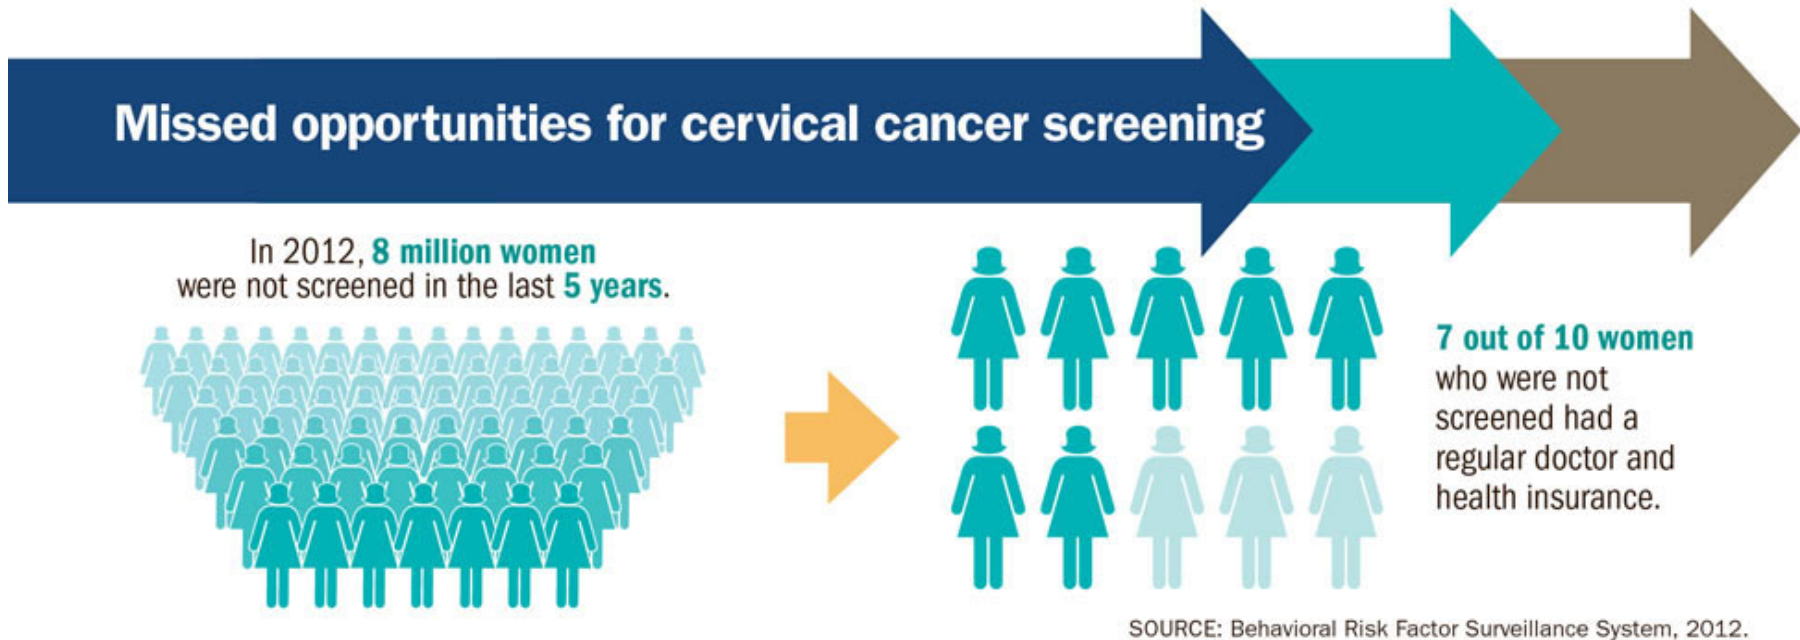 Missed opportunities for cervical cancer screening
In 2012, 8 million women
were not screened in the last 5 years.
7 out of 10 women
who were not
screened had a
regular doctor and
health insurance.
SOURCE: Behavioral Risk Factor Surveillance System, 2012.